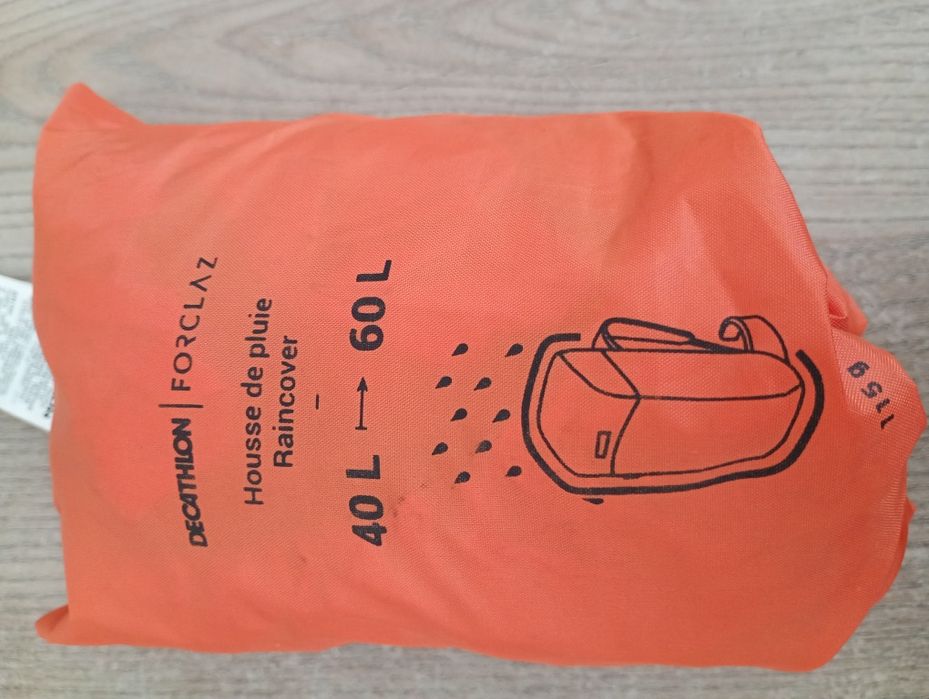 DECATHLON | FORCLAZ
Housse de pluie
Raincover
–
40 L → 60 L
115 g